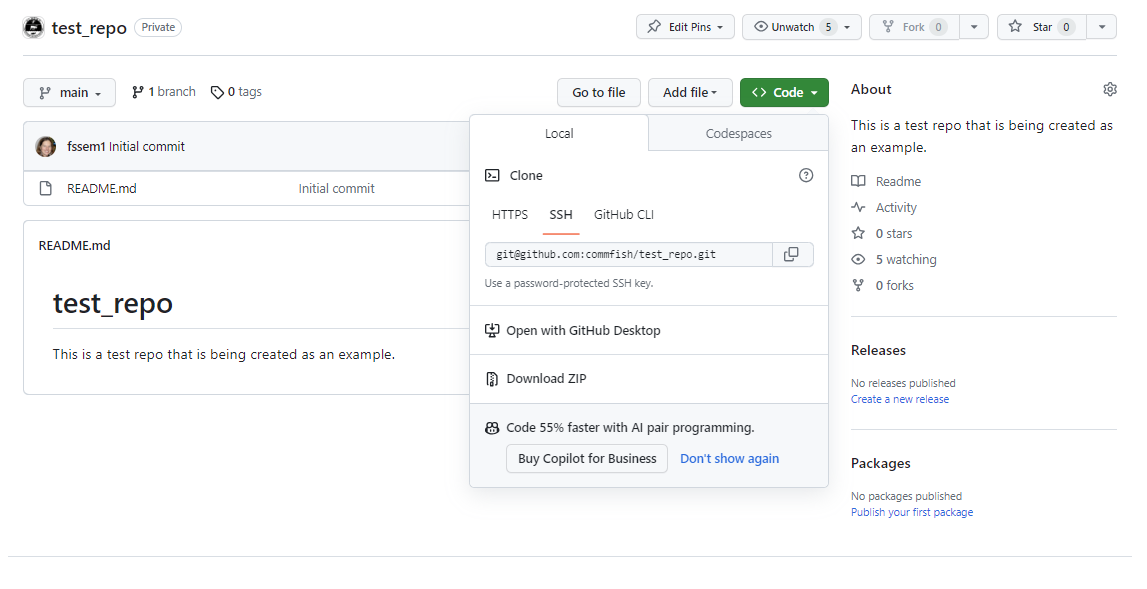 test_repo Private Edit Pins Unwatch 5 Fork 0 Star 0
main 1 branch 0 tags Go to file Add file Code
fssem1 Initial commit
README.md Initial commit
README.md
test_repo
This is a test repo that is being created as an example.
Local Codespaces
Clone
HTTPS SSH GitHub CLI
git@github.com:commfish/test_repo.git
Use a password-protected SSH key.
Open with GitHub Desktop
Download ZIP
Code 55% faster with AI pair programming.
Buy Copilot for Business Don't show again
About
This is a test repo that is being created as
an example.
Readme
Activity
0 stars
5 watching
0 forks
Releases
No releases published
Create a new release
Packages
No packages published
Publish your first package